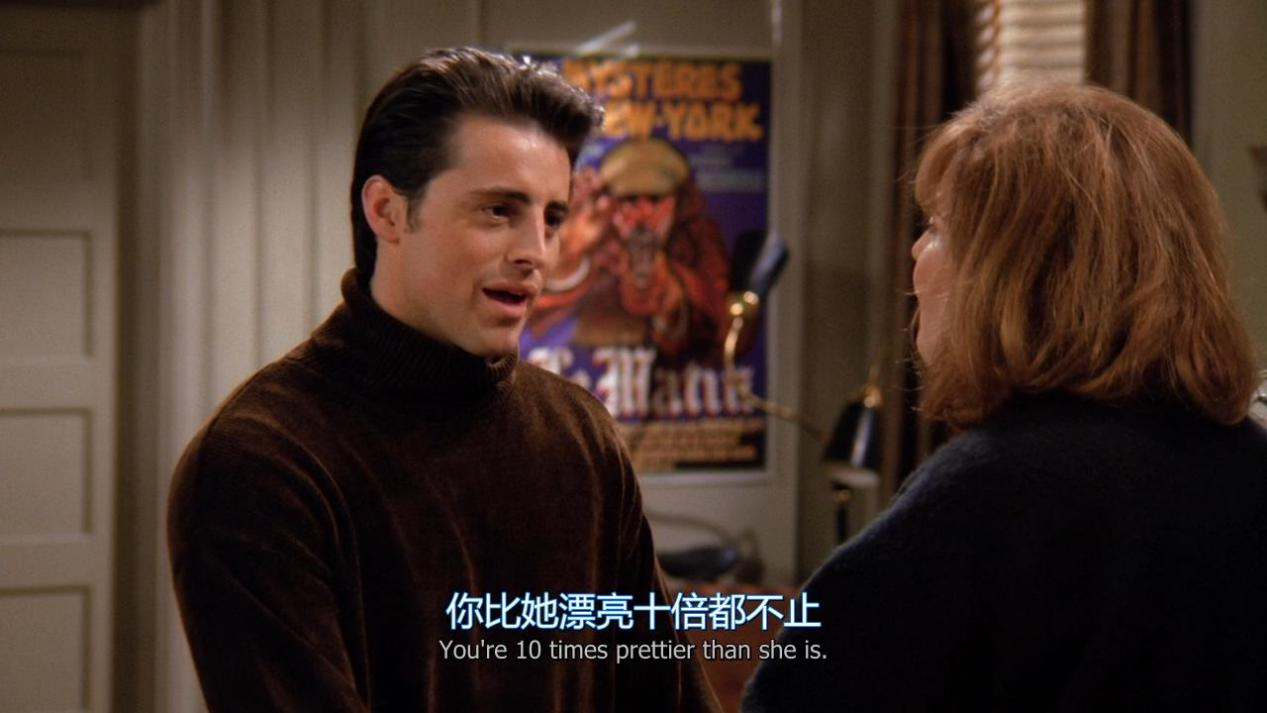 MYSTERES
NEW-YORK
你比她漂亮十倍都不止
You're 10 times prettier than she is.